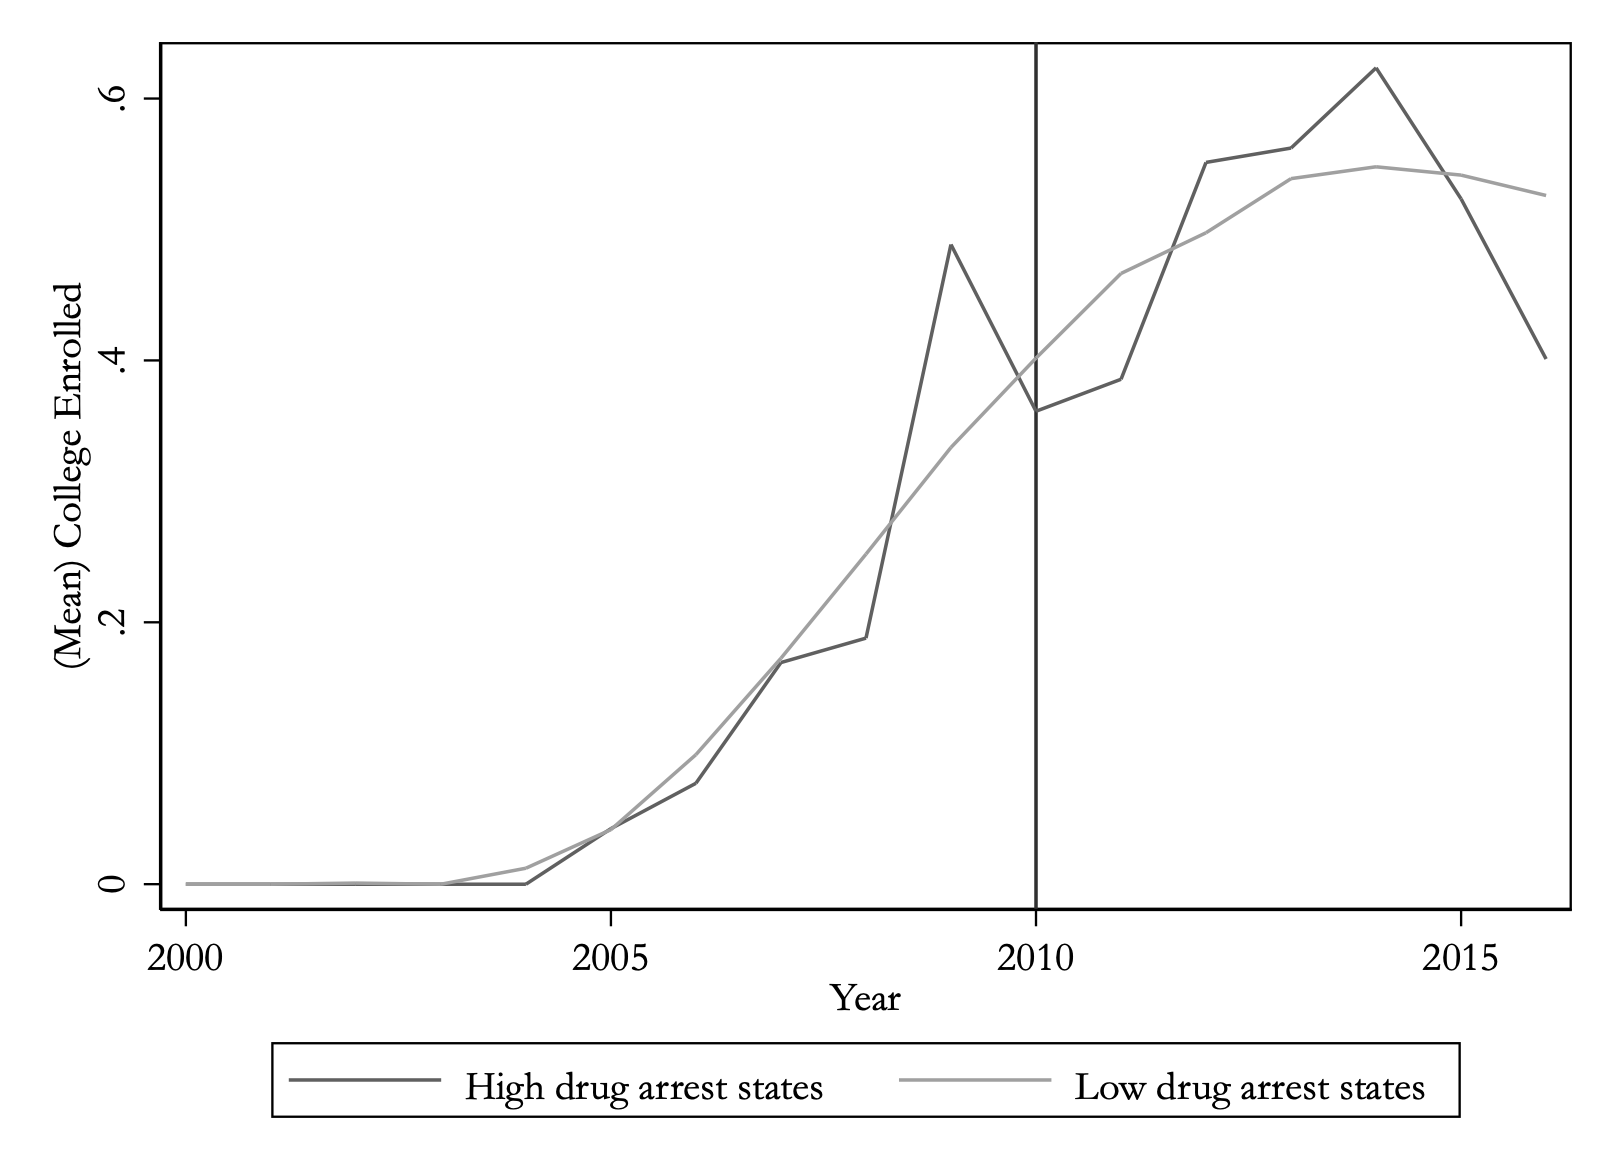 (Mean) College Enrolled
.6
.4
.2
0
2000 2005 2010 2015
Year
High drug arrest states Low drug arrest states